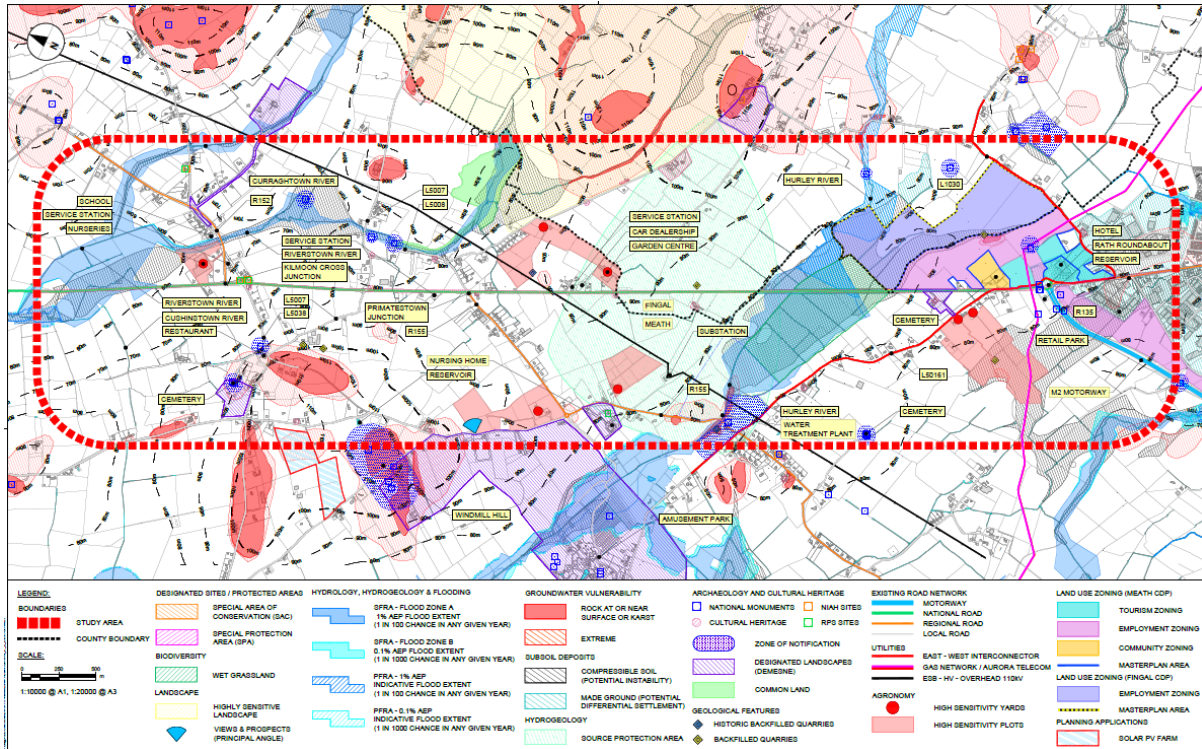 N
SCHOOL
SERVICE STATION
NURSERIES
CURRAGHTOWN RIVER
R152
SERVICE STATION
RIVERSTOWN RIVER
KILMOON CROSS
JUNCTION
L5007
L5008
SERVICE STATION
CAR DEALERSHIP
GARDEN CENTRE
HURLEY RIVER
L1030
HOTEL
RATH ROUNDABOUT
RESERVOIR
RIVERSTOWN RIVER
CUSHINSTOWN RIVER
RESTAURANT
L5007
L5038
PRIMATESTOWN
JUNCTION
R155
FINGAL
MEATH
SUBSTATION
CEMETERY
R135
RETAIL PARK
NURSING HOME
RESERVOIR
L50161
CEMETERY
R155
HURLEY RIVER
WATER
TREATMENT PLANT
CEMETERY
M2 MOTORWAY
WINDMILL HILL
AMUSEMENT PARK
LEGEND:
BOUNDARIES
STUDY AREA
COUNTY BOUNDARY
SCALE:
0 250 500
m
1:10000 @ A1, 1:20000 @ A3
DESIGNATED SITES / PROTECTED AREAS
SPECIAL AREA OF
CONSERVATION (SAC)
SPECIAL PROTECTION
AREA (SPA)
BIODIVERSITY
WET GRASSLAND
LANDSCAPE
HIGHLY SENSITIVE
LANDSCAPE
VIEWS & PROSPECTS
(PRINCIPAL ANGLE)
HYDROLOGY, HYDROGEOLOGY & FLOODING
SFRA - FLOOD ZONE A
1% AEP FLOOD EXTENT
(1 IN 100 CHANCE IN ANY GIVEN YEAR)
SFRA - FLOOD ZONE B
0.1% AEP FLOOD EXTENT
(1 IN 1000 CHANCE IN ANY GIVEN YEAR)
PFRA - 1% AEP
INDICATIVE FLOOD EXTENT
(1 IN 100 CHANCE IN ANY GIVEN YEAR)
PFRA - 0.1% AEP
INDICATIVE FLOOD EXTENT
(1 IN 1000 CHANCE IN ANY GIVEN YEAR)
GROUNDWATER VULNERABILITY
ROCK AT OR NEAR
SURFACE OR KARST
EXTREME
SUBSOIL DEPOSITS
COMPRESSIBLE SOIL
(POTENTIAL INSTABILITY)
MADE GROUND (POTENTIAL
DIFFERENTIAL SETTLEMENT)
HYDROGEOLOGY
SOURCE PROTECTION AREA
ARCHAEOLOGY AND CULTURAL HERITAGE
NATIONAL MONUMENTS
NIAH SITES
CULTURAL HERITAGE
RPS SITES
ZONE OF NOTIFICATION
DESIGNATED LANDSCAPES
(DEMESNE)
COMMON LAND
GEOLOGICAL FEATURES
HISTORIC BACKFILLED QUARRIES
BACKFILLED QUARRIES
EXISTING ROAD NETWORK
MOTORWAY
NATIONAL ROAD
REGIONAL ROAD
LOCAL ROAD
UTILITIES
EAST - WEST INTERCONNECTOR
GAS NETWORK / AURORA TELECOM
ESB - HV - OVERHEAD 110kV
AGRONOMY
HIGH SENSITIVITY YARDS
HIGH SENSITIVITY PLOTS
LAND USE ZONING (MEATH CDP)
TOURISM ZONING
EMPLOYMENT ZONING
COMMUNITY ZONING
MASTERPLAN AREA
LAND USE ZONING (FINGAL CDP)
EMPLOYMENT ZONING
MASTERPLAN AREA
PLANNING APPLICATIONS
SOLAR PV FARM